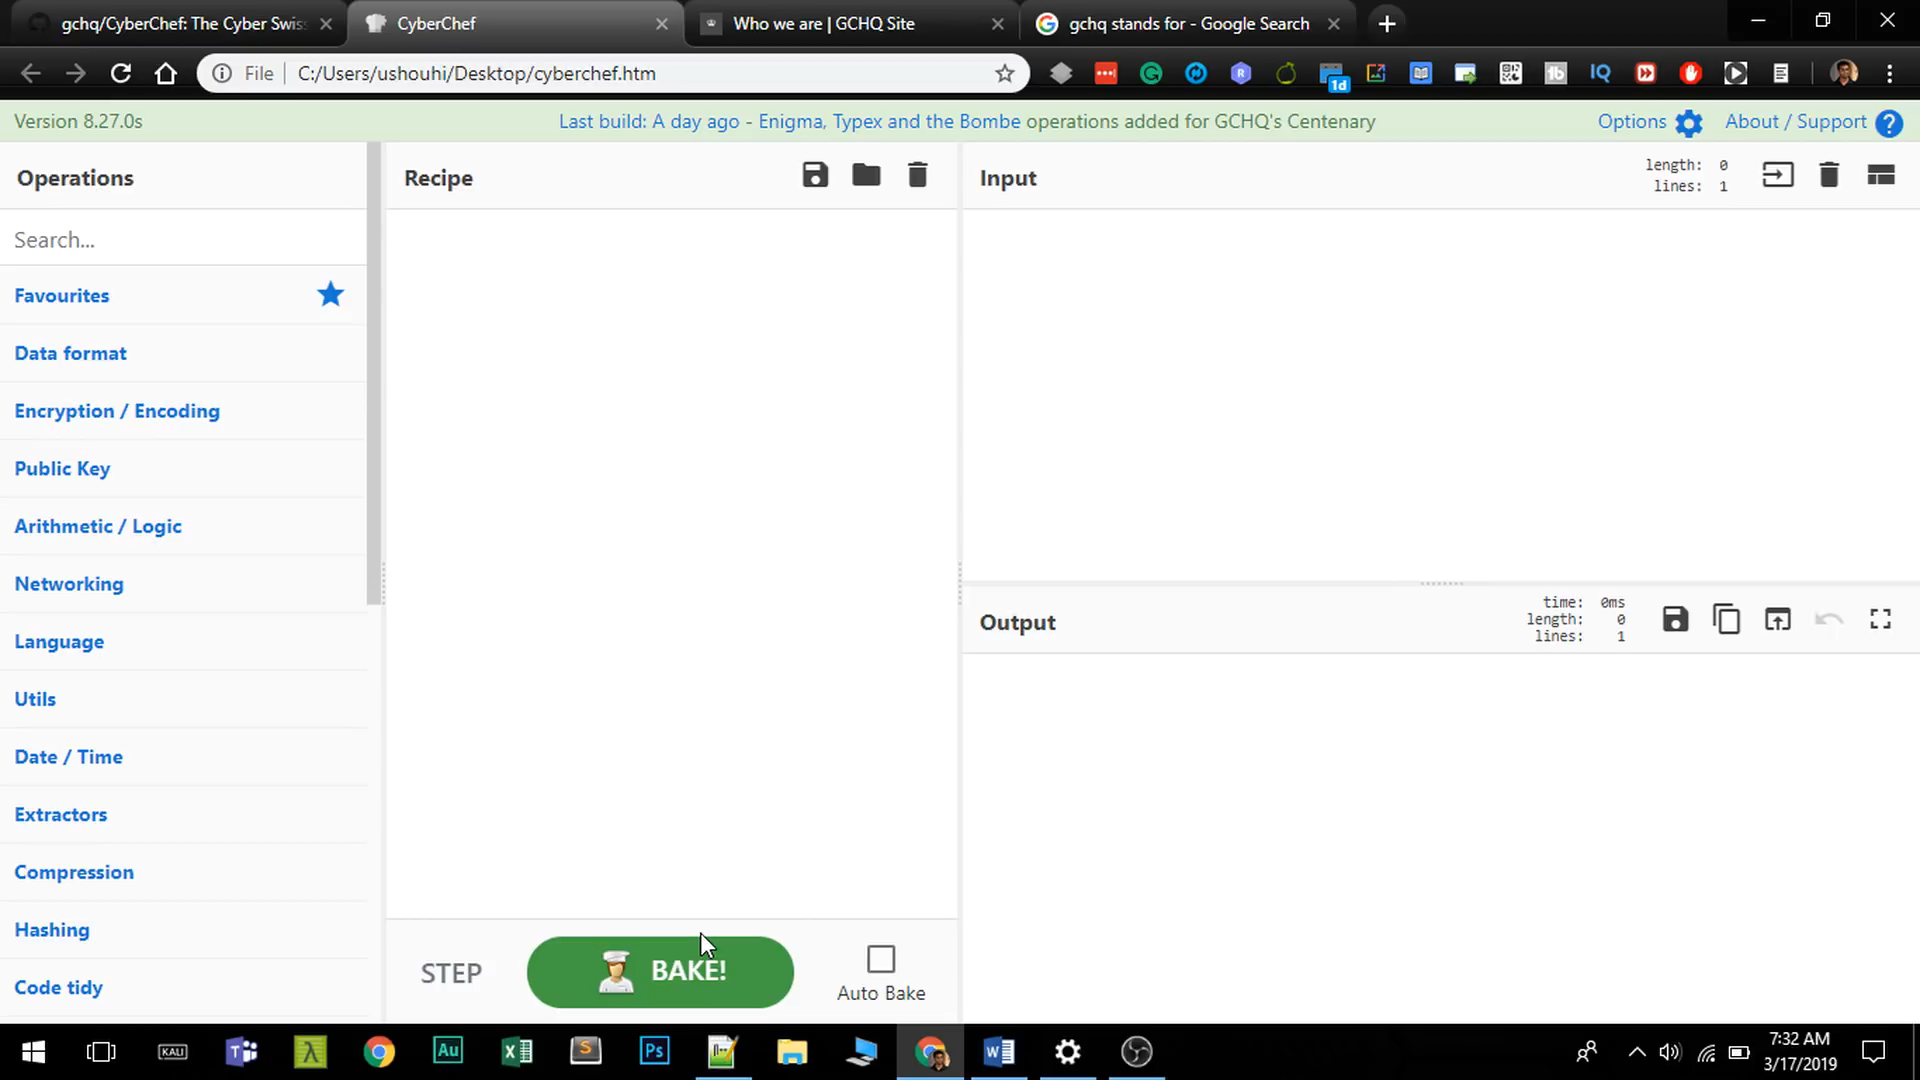 gchq/CyberChef: The Cyber Swis
CyberChef
Who we are | GCHQ Site
gchq stands for - Google Search
File
C:/Users/ushouhi/Desktop/cyberchef.htm
1d
Version 8.27.0s
Last build: A day ago - Enigma, Typex and the Bombe operations added for GCHQ's Centenary
Options
About / Support
Operations
Recipe
Input
length: 0
lines: 1
Search...
Favourites
Data format
Encryption / Encoding
Public Key
Arithmetic / Logic
Networking
Language
Utils
Date / Time
Extractors
Compression
Hashing
Code tidy
Output
time: 0ms
length: 0
lines: 1
STEP
BAKE!
Auto Bake
KALI
Au
Ps
7:32 AM
3/17/2019